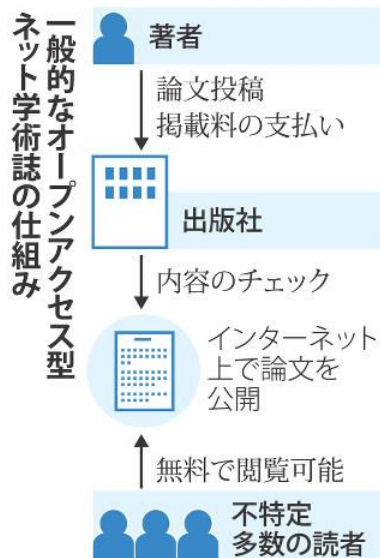 一般的なオープンアクセス型
ネット学術誌の仕組み
著者
論文投稿
掲載料の支払い
出版社
内容のチェック
インターネット
上で論文を
公開
無料で閲覧可能
不特定
多数の読者